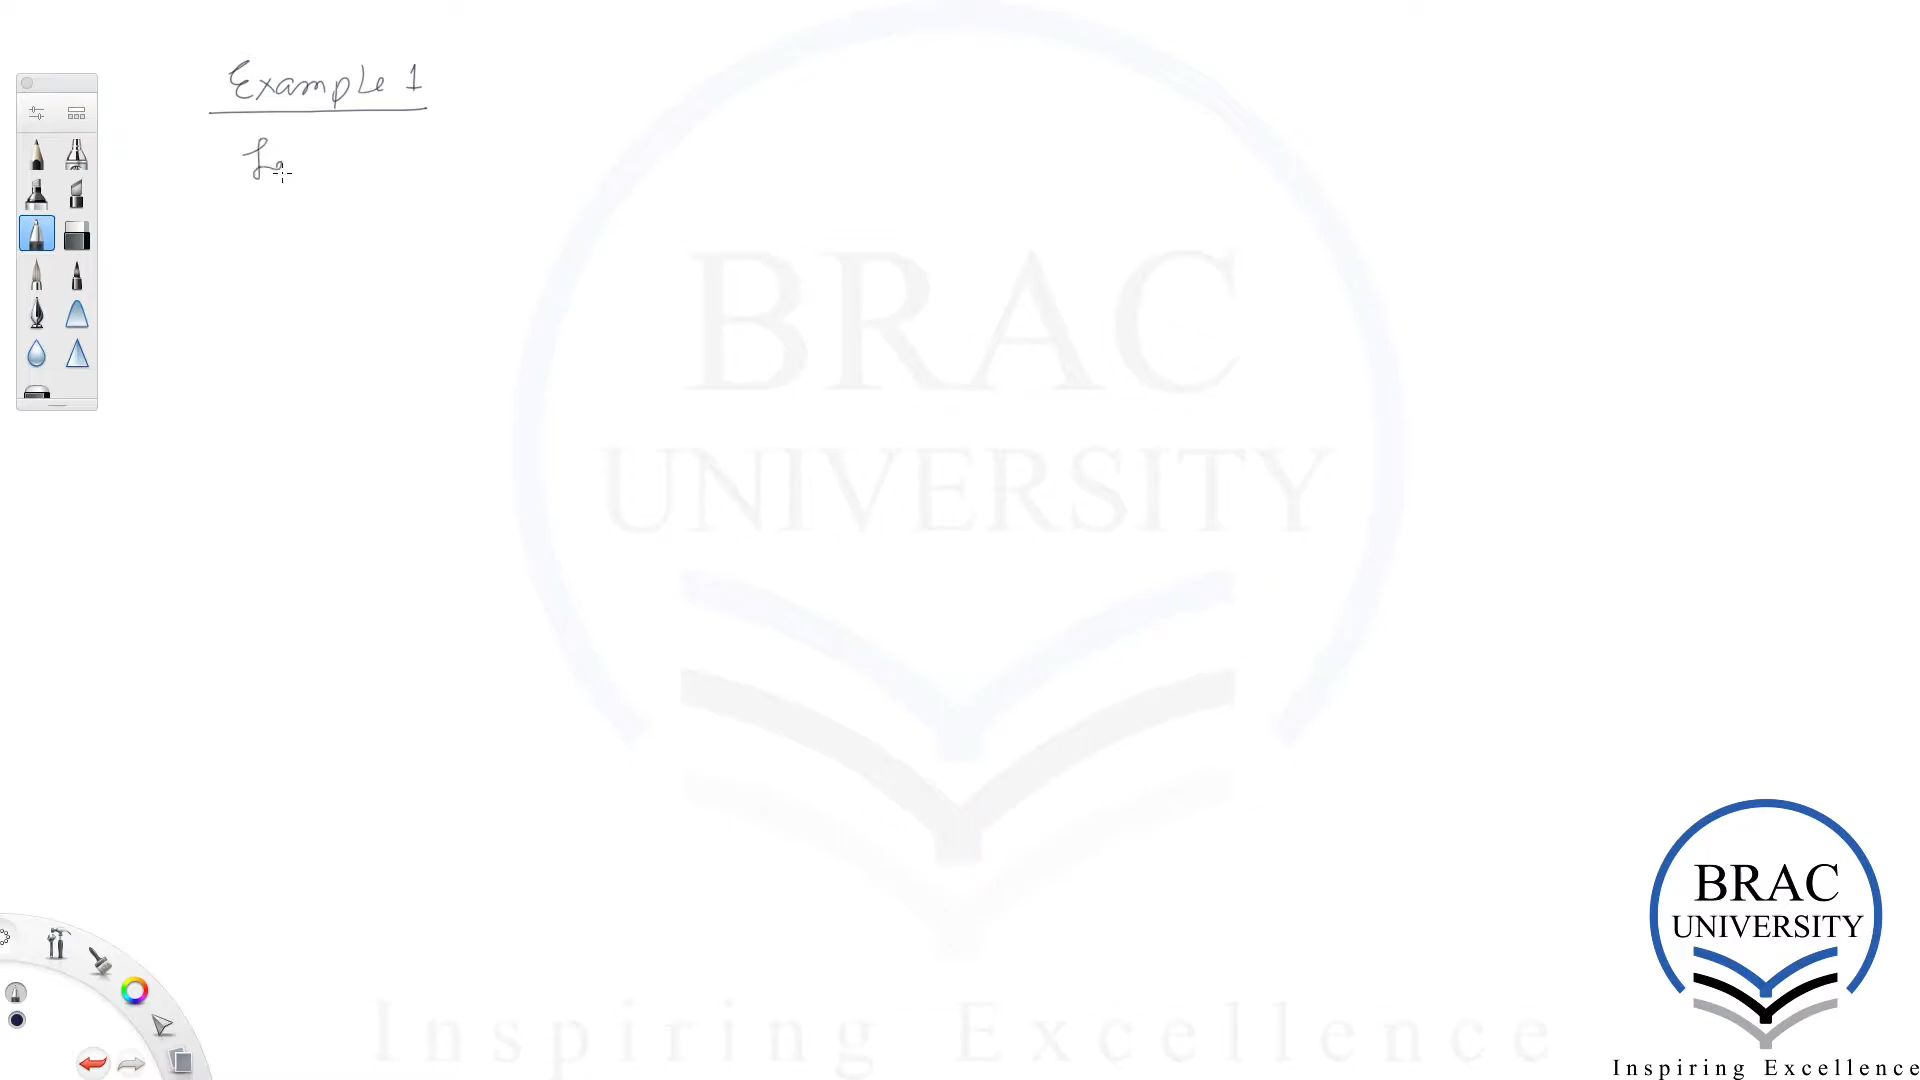 Example 1
BRAC
UNIVERSITY
Inspiring Excellence
BRAC
UNIVERSITY
Inspiring Excellence